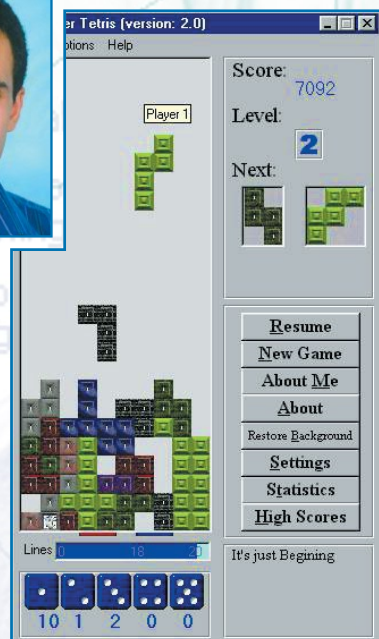 er Tetris (version: 2.0)
ptions Help
Player 1
Score:
7092
Level:
2
Next:
Resume
New Game
About Me
About
Restore Background
Settings
Statistics
High Scores
Lines 0 18 20
It's just Begining
10 1 2 0 0